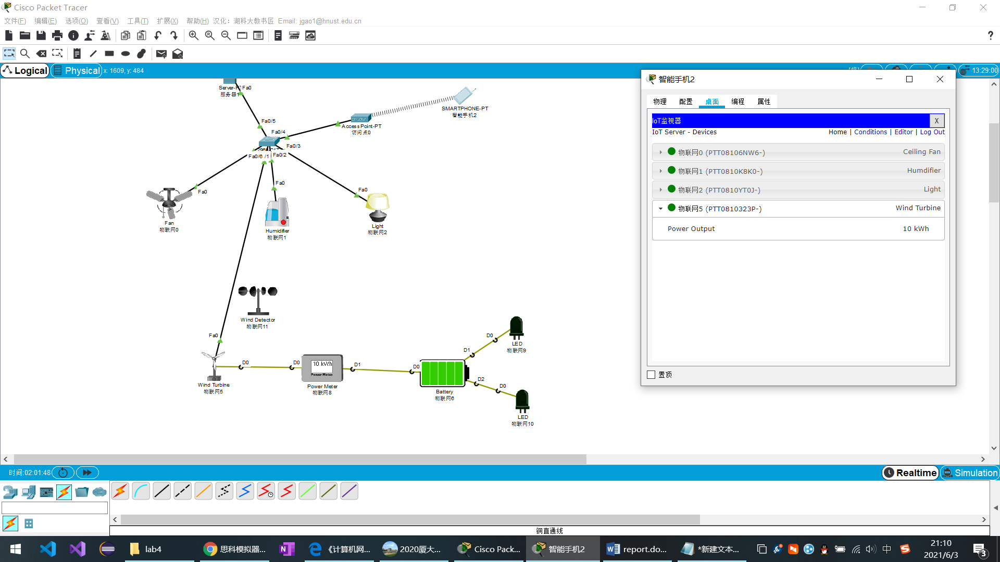 Cisco Packet Tracer
文件(F) 编辑(E) 选项(O) 查看(V) 工具(T) 扩展(X) 帮助(H) 汉化：湖科大教书匠 Email: jgao1@hnust.edu.cn
Logical Physical x: 1609, y: 484
13:29:00
Server-P Fa0
服务器1
Fa0/5
Fa0/4
Fa0/3
Fa0/6 /1 Fa0/2
Access Point-PT
访问点0
SMARTPHONE-PT
智能手机2
Fa0
Fan
物联网0
Fa0
Humidifier
物联网1
Fa0
Light
物联网2
Wind Detector
物联网11
Fa0
Wind Turbine
物联网5
D0
D0
10 kWh
Power Meter
Power Meter
物联网8
D1
D0
Battery
物联网6
D1
D0
LED
物联网9
D2
D0
LED
物联网10
智能手机2
物理 配置 桌面 编程 属性
IoT监视器 X
IoT Server - Devices Home | Conditions | Editor | Log Out
物联网0 (PTT08106NW6-) Ceiling Fan
物联网1 (PTT0810K8K0-) Humdifier
物联网2 (PTT0810YT0J-) Light
物联网5 (PTT0810323P-) Wind Turbine
Power Output 10 kWh
置顶
时间:02:01:48
Realtime Simulation
铜直通线
lab4
思科模拟器...
《计算机网...
2020厦大...
Cisco Pack...
智能手机2
report.do...
*新建文本...
中
21:10
2021/6/3
3